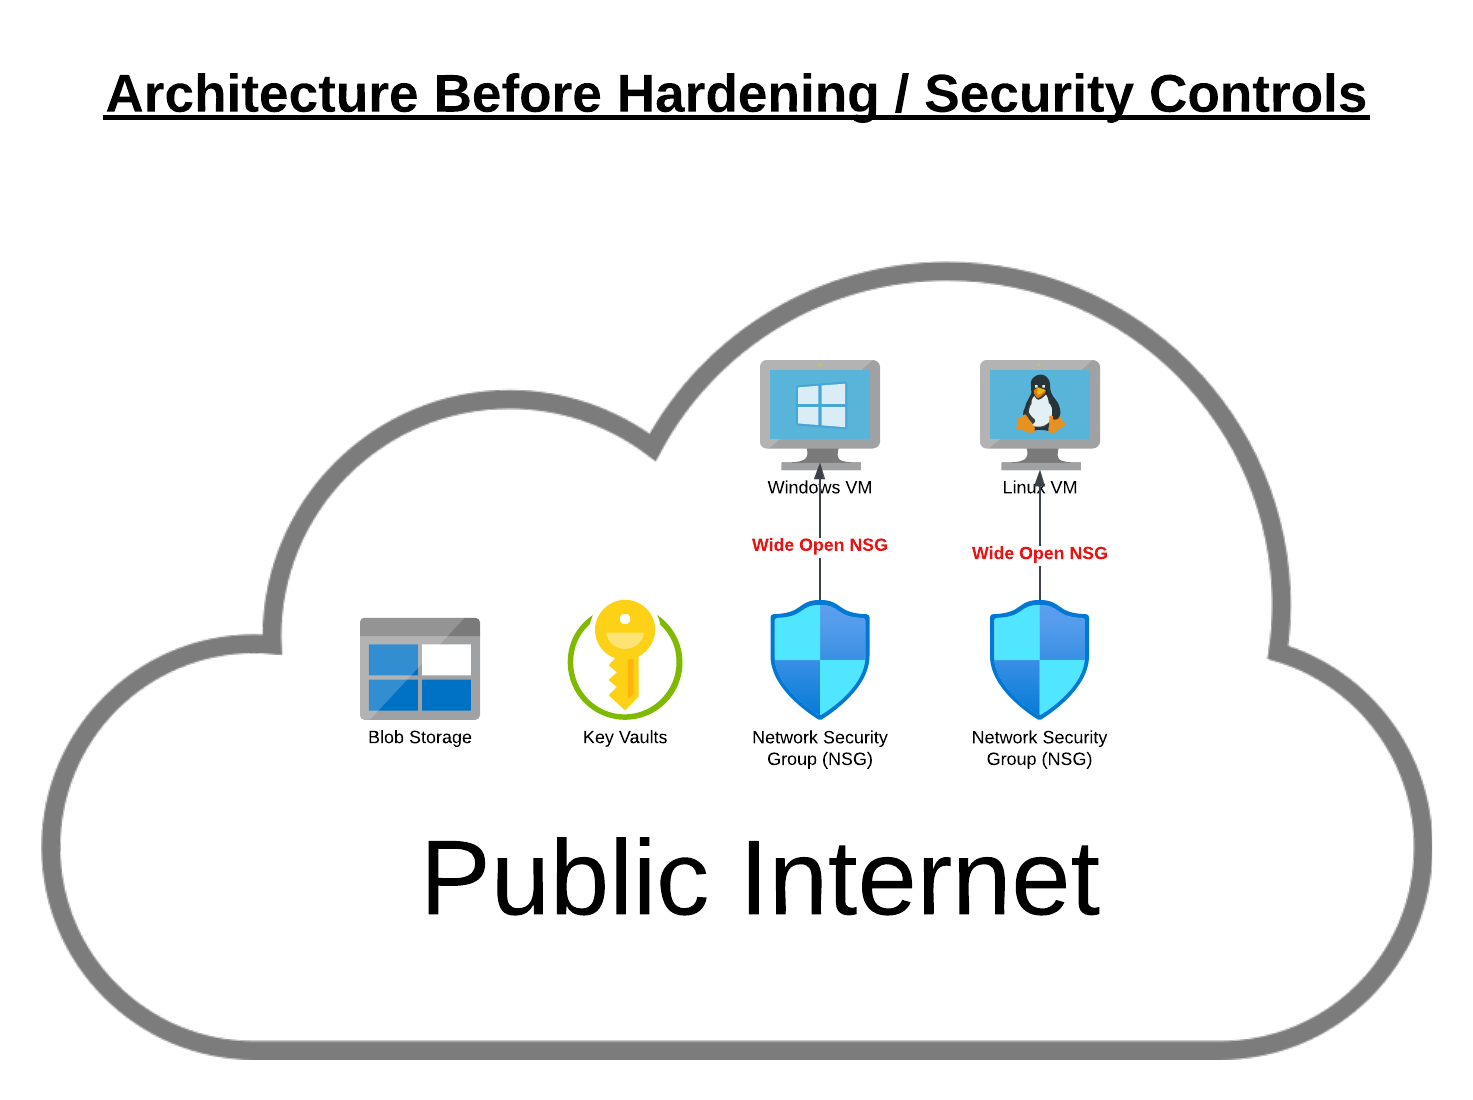 Architecture Before Hardening / Security Controls
Windows VM
Linux VM
Wide Open NSG
Wide Open NSG
Blob Storage
Key Vaults
Network Security
Group (NSG)
Network Security
Group (NSG)
Public Internet